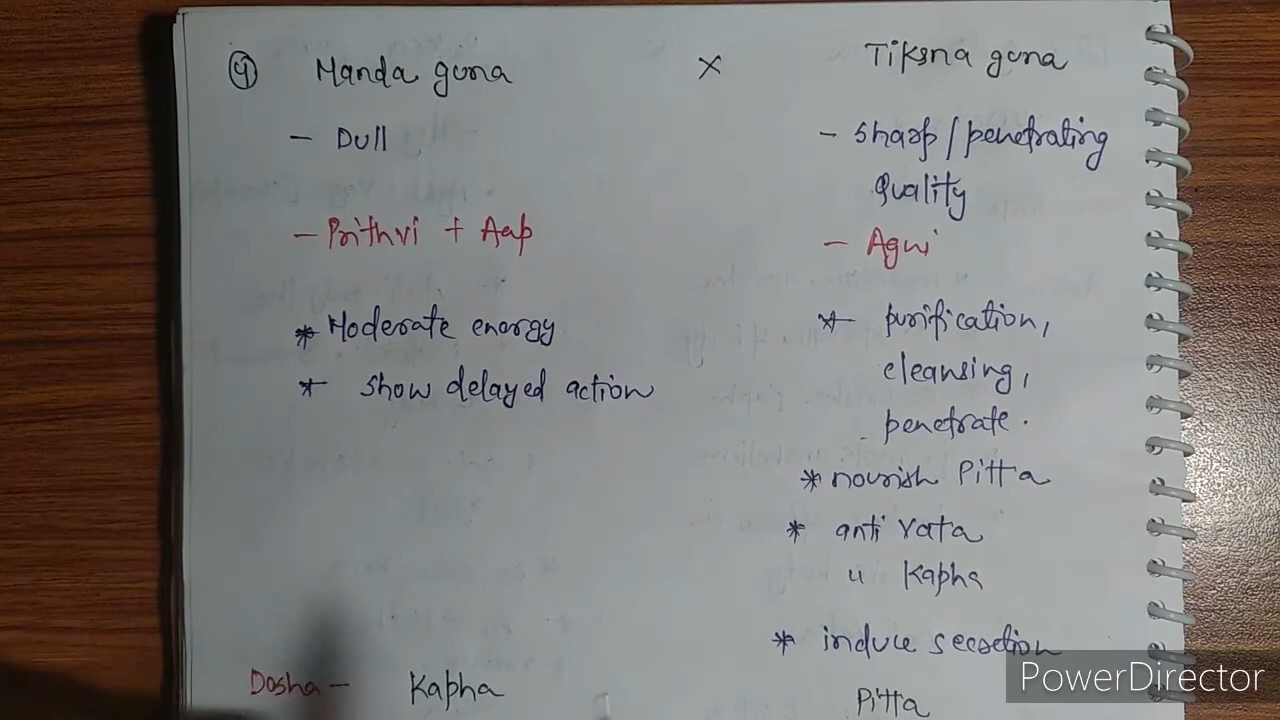 ④ Manda guna × Tiksna guna
- Dull
- sharp / penetrating quality
- Prithvi + Aap
- Agni
* Moderate energy
* show delayed action
* purification,
cleansing,
penetrate.
* nourish Pitta
* anti vata
" Kapha
* induce secretion
Dosha - Kapha
Pitta
PowerDirector